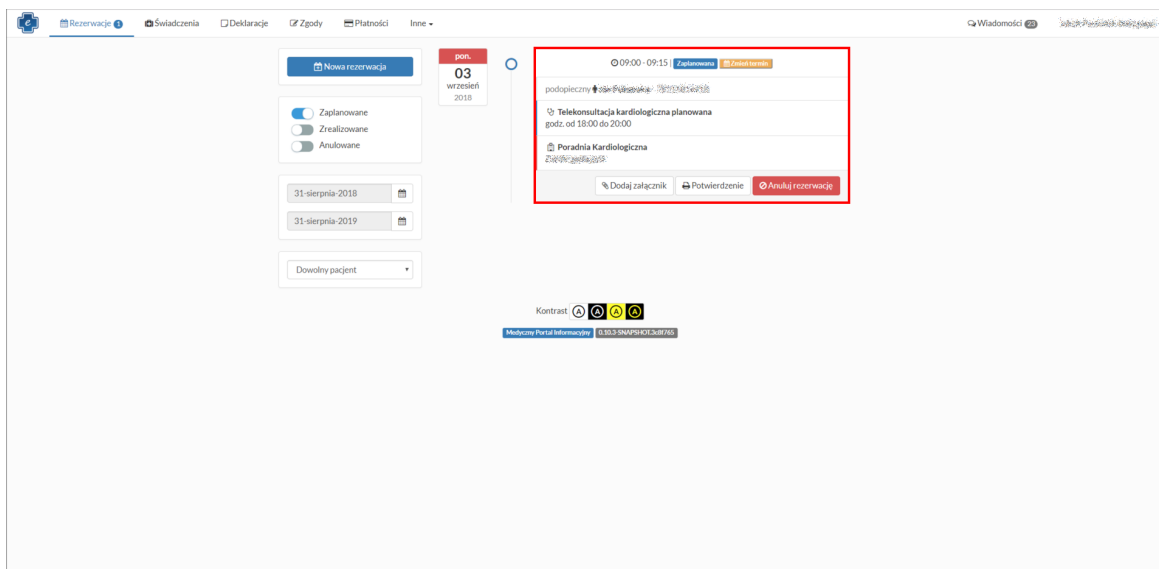 Rezerwacje 1 Świadczenia Deklaracje Zgody Płatności Inne Wiadomości 23
Nowa rezerwacja
Zaplanowane
Zrealizowane
Anulowane
31-sierpnia-2018
31-sierpnia-2019
Dowolny pacjent
pon.
03
wrzesień
2018
09:00 - 09:15 | Zaplanowana Zmień termin
podopieczny
Telekonsultacja kardiologiczna planowana
godz. od 18:00 do 20:00
Poradnia Kardiologiczna
Dodaj załącznik Potwierdzenie Anuluj rezerwację
Kontrast A A A A
Medyczny Portal Informacyjny 0.10.3-SNAPSHOT.3c8f765